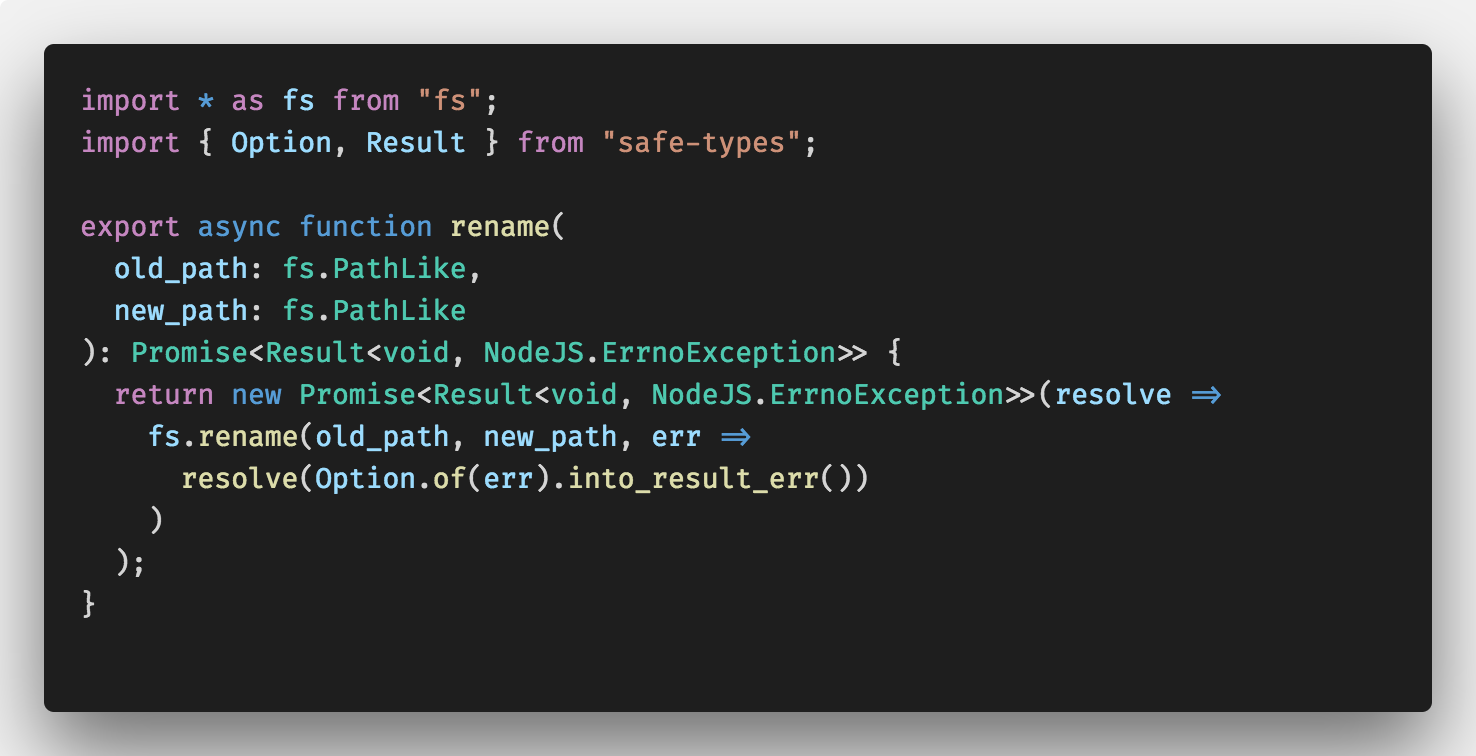 import * as fs from "fs";
import { Option, Result } from "safe-types";

export async function rename(
  old_path: fs.PathLike,
  new_path: fs.PathLike
): Promise<Result<void, NodeJS.ErrnoException>> {
  return new Promise<Result<void, NodeJS.ErrnoException>>(resolve =>
    fs.rename(old_path, new_path, err =>
      resolve(Option.of(err).into_result_err())
    )
  );
}